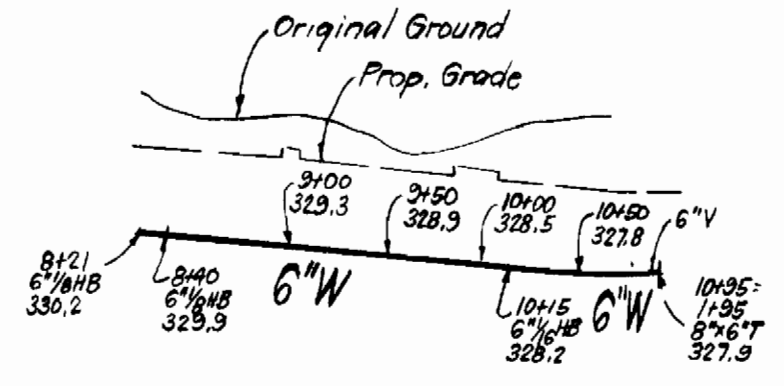 Original Ground
Prop. Grade
9+00
329.3
9+50
328.9
10+00
328.5
10+50
327.8
6"V
8+21
6"1/8HB
330.2
8+40
6"1/8HB
329.9
6"W
10+15
6"1/16HB
328.2
6"W
10+95=
1+95
8"x6"T
327.9